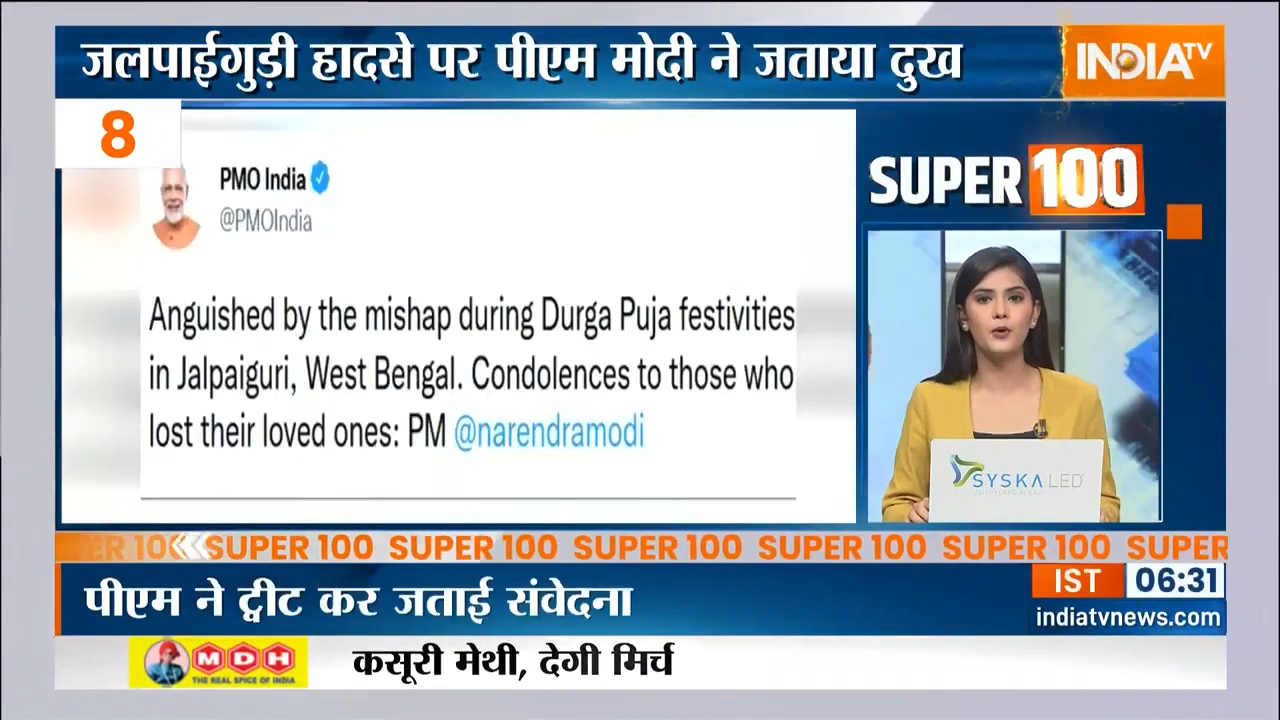 जलपाईगुड़ी हादसे पर पीएम मोदी ने जताया दुख
INDIA TV
8
PMO India
@PMOIndia
Anguished by the mishap during Durga Puja festivities
in Jalpaiguri, West Bengal. Condolences to those who
lost their loved ones: PM @narendramodi
SUPER 100
SYSKA LED
ER 100 SUPER 100 SUPER 100 SUPER 100 SUPER 100 SUPER 100 SUPER
पीएम ने ट्वीट कर जताई संवेदना
IST 06:31
indiatvnews.com
MDH
THE REAL SPICE OF INDIA
कसूरी मेथी, देगी मिर्च